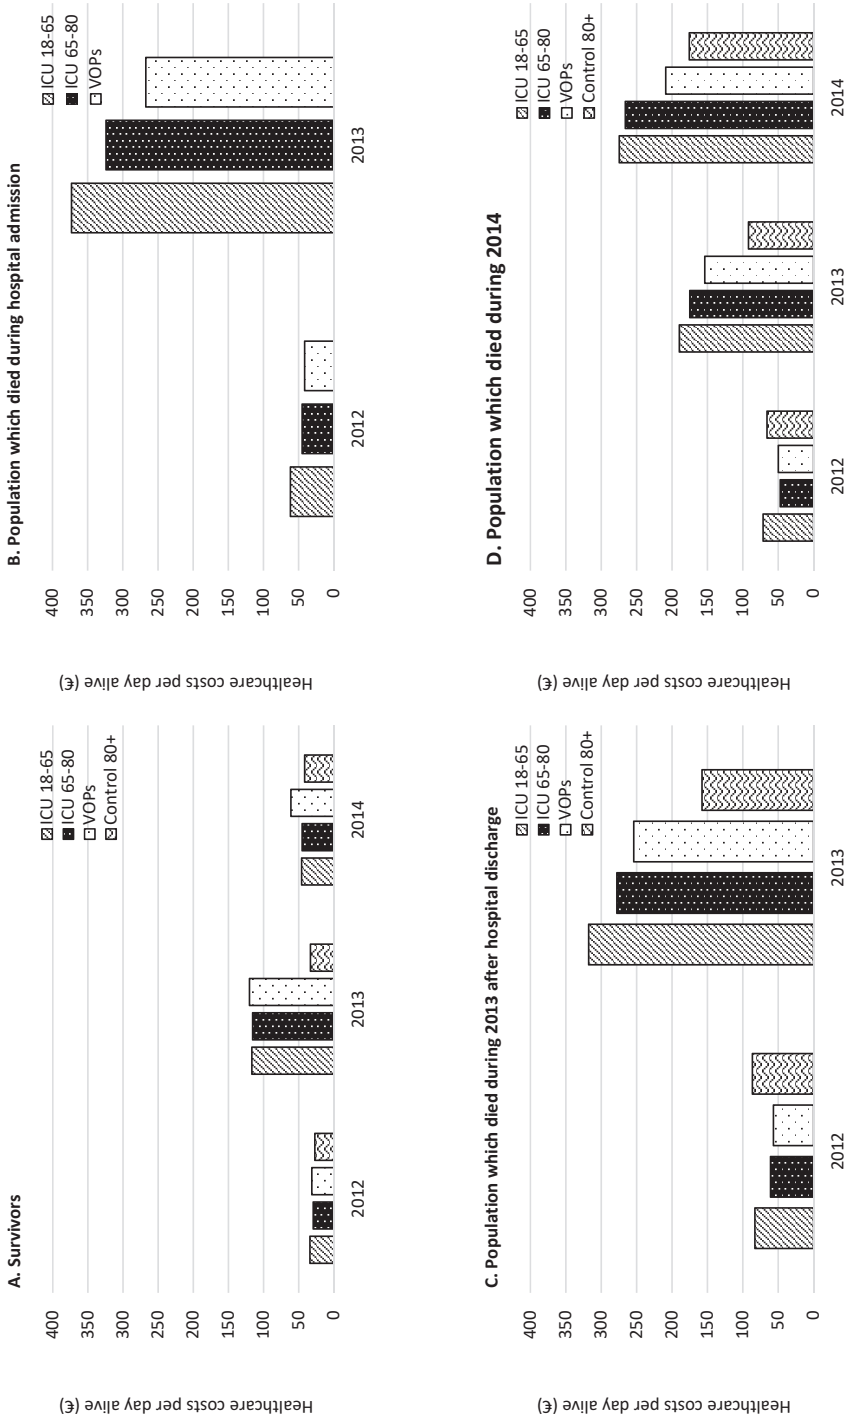 A. Survivors
Healthcare costs per day alive (€)
400
350
300
250
200
150
100
50
0
2012
2013
2014
ICU 18-65
ICU 65-80
VOPs
Control 80+
B. Population which died during hospital admission
Healthcare costs per day alive (€)
400
350
300
250
200
150
100
50
0
2012
2013
ICU 18-65
ICU 65-80
VOPs
C. Population which died during 2013 after hospital discharge
Healthcare costs per day alive (€)
400
350
300
250
200
150
100
50
0
2012
2013
ICU 18-65
ICU 65-80
VOPs
Control 80+
D. Population which died during 2014
Healthcare costs per day alive (€)
400
350
300
250
200
150
100
50
0
2012
2013
2014
ICU 18-65
ICU 65-80
VOPs
Control 80+